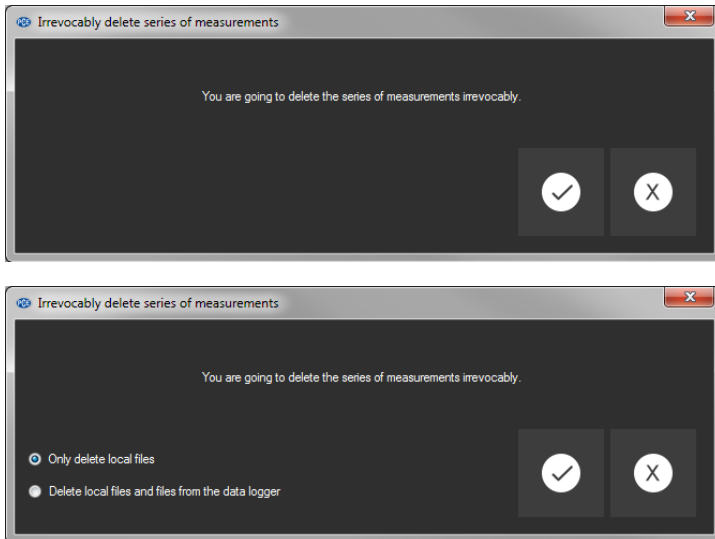 PCE Irrevocably delete series of measurements
x
You are going to delete the series of measurements irrevocably.
X
PCE Irrevocably delete series of measurements
x
You are going to delete the series of measurements irrevocably.
Only delete local files
X
Delete local files and files from the data logger